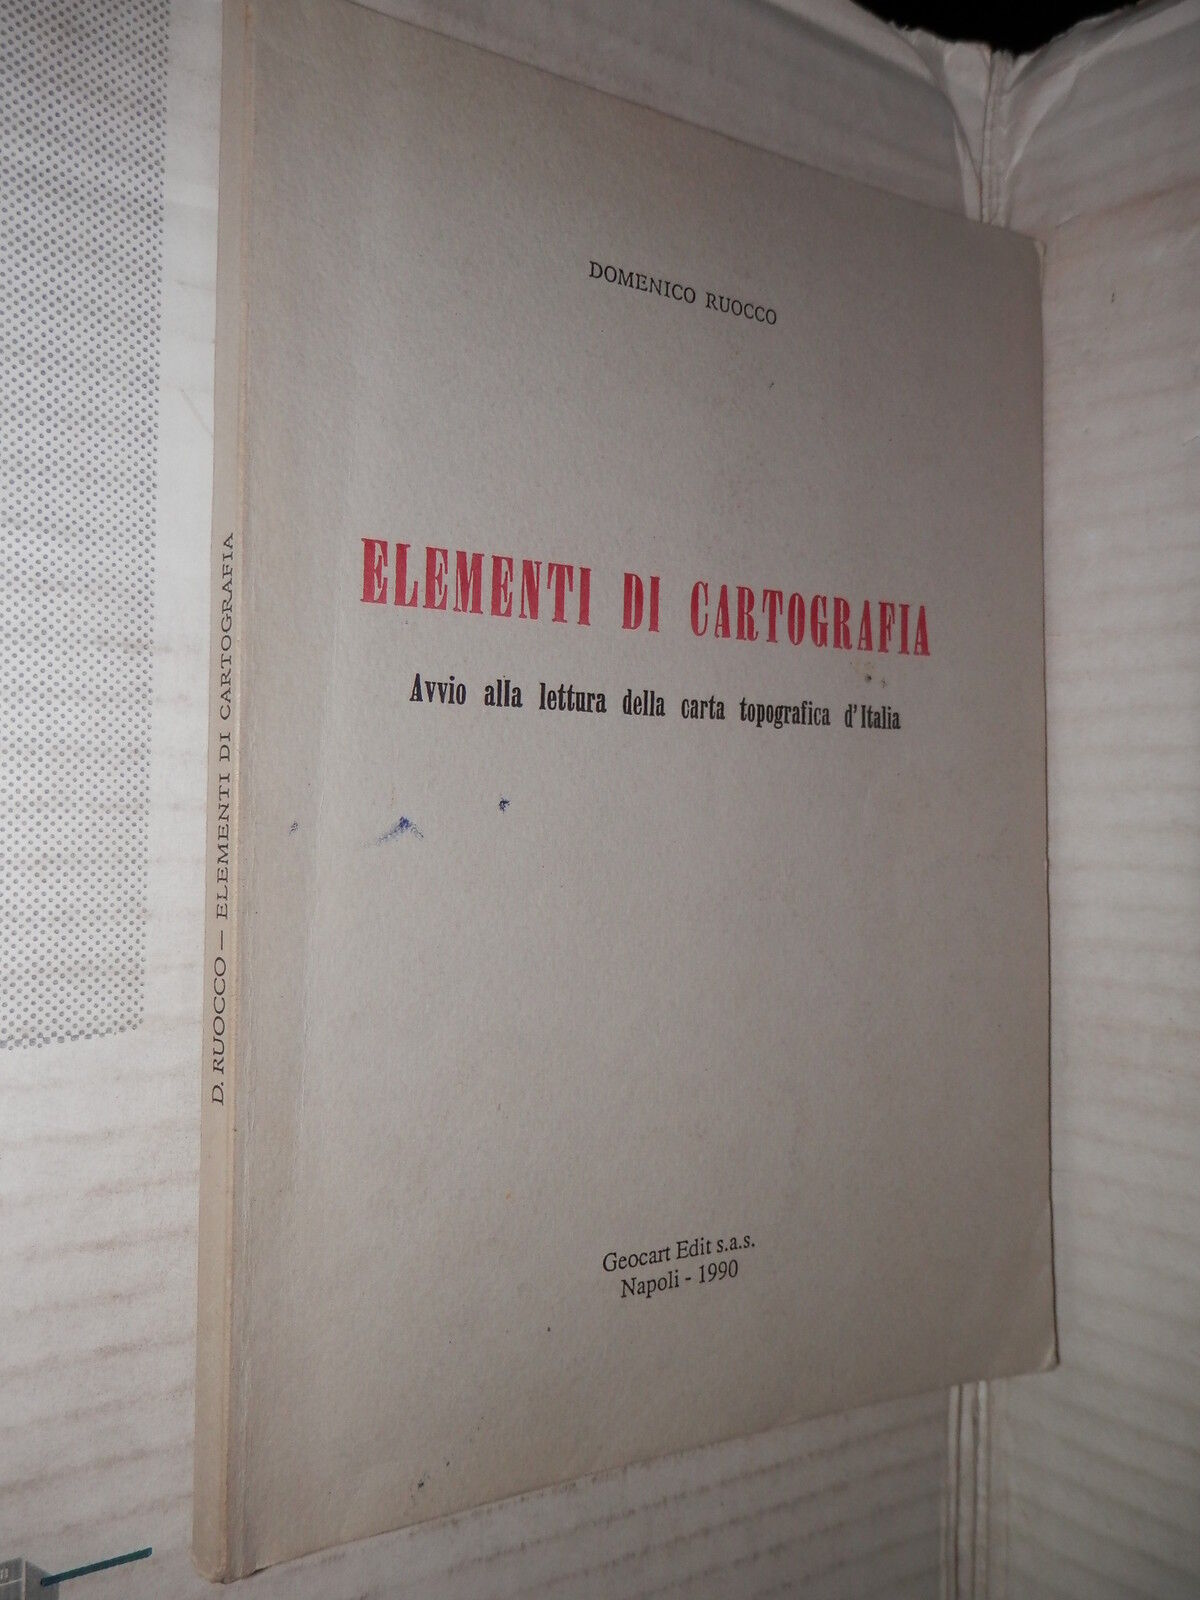 DOMENICO RUOCCO
ELEMENTI DI CARTOGRAFIA
Avvio alla lettura della carta topografica d'Italia
Geocart Edit s.a.s.
Napoli - 1990
D. RUOCCO — ELEMENTI DI CARTOGRAFIA